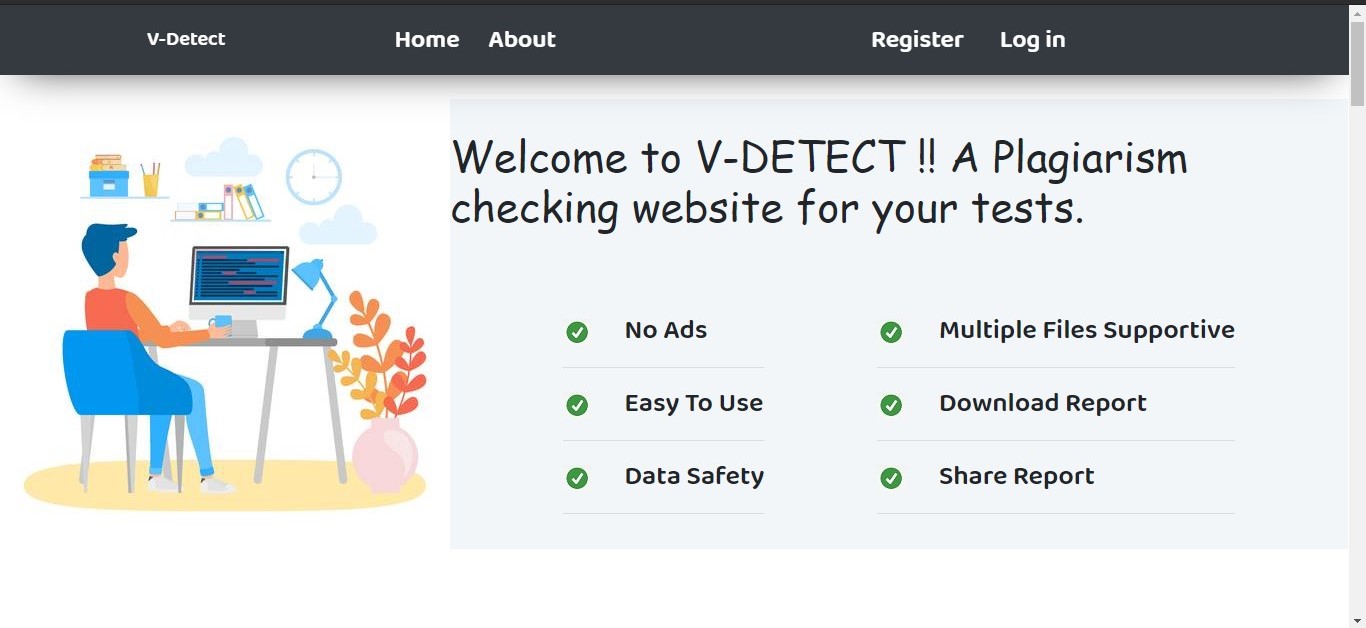 V-Detect Home About Register Log in
Welcome to V-DETECT !! A Plagiarism
checking website for your tests.
No Ads Multiple Files Supportive
Easy To Use Download Report
Data Safety Share Report